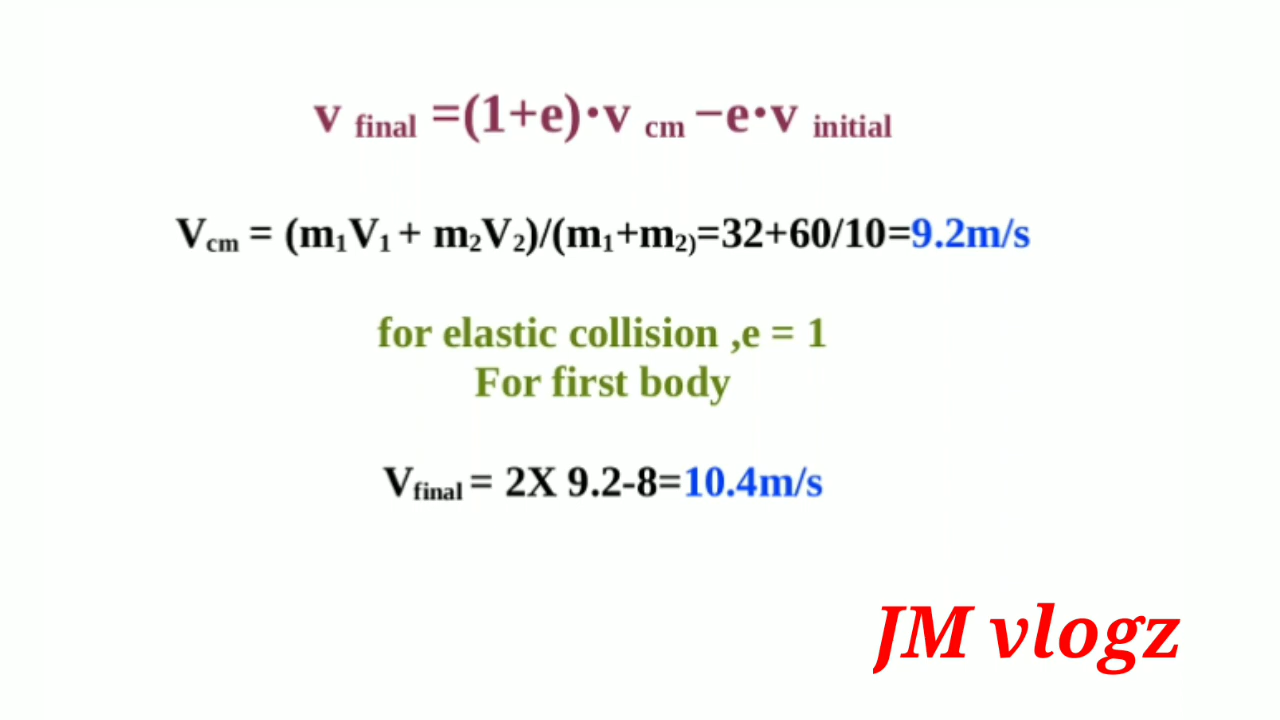 v final =(1+e)·v cm −e·v initial
Vcm = (m1V1 + m2V2)/(m1+m2)=32+60/10=9.2m/s
for elastic collision ,e = 1
For first body
Vfinal = 2X 9.2-8=10.4m/s
JM vlogz